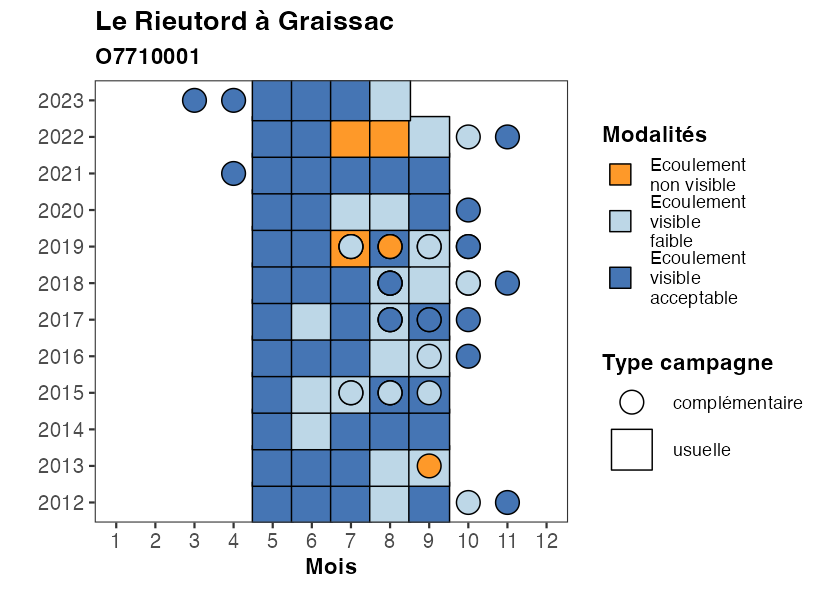 Le Rieutord à Graissac
O7710001
2023
2022
2021
2020
2019
2018
2017
2016
2015
2014
2013
2012
1 2 3 4 5 6 7 8 9 10 11 12
Mois
Modalités
Ecoulement
non visible
Ecoulement
visible
faible
Ecoulement
visible
acceptable
Type campagne
complémentaire
usuelle